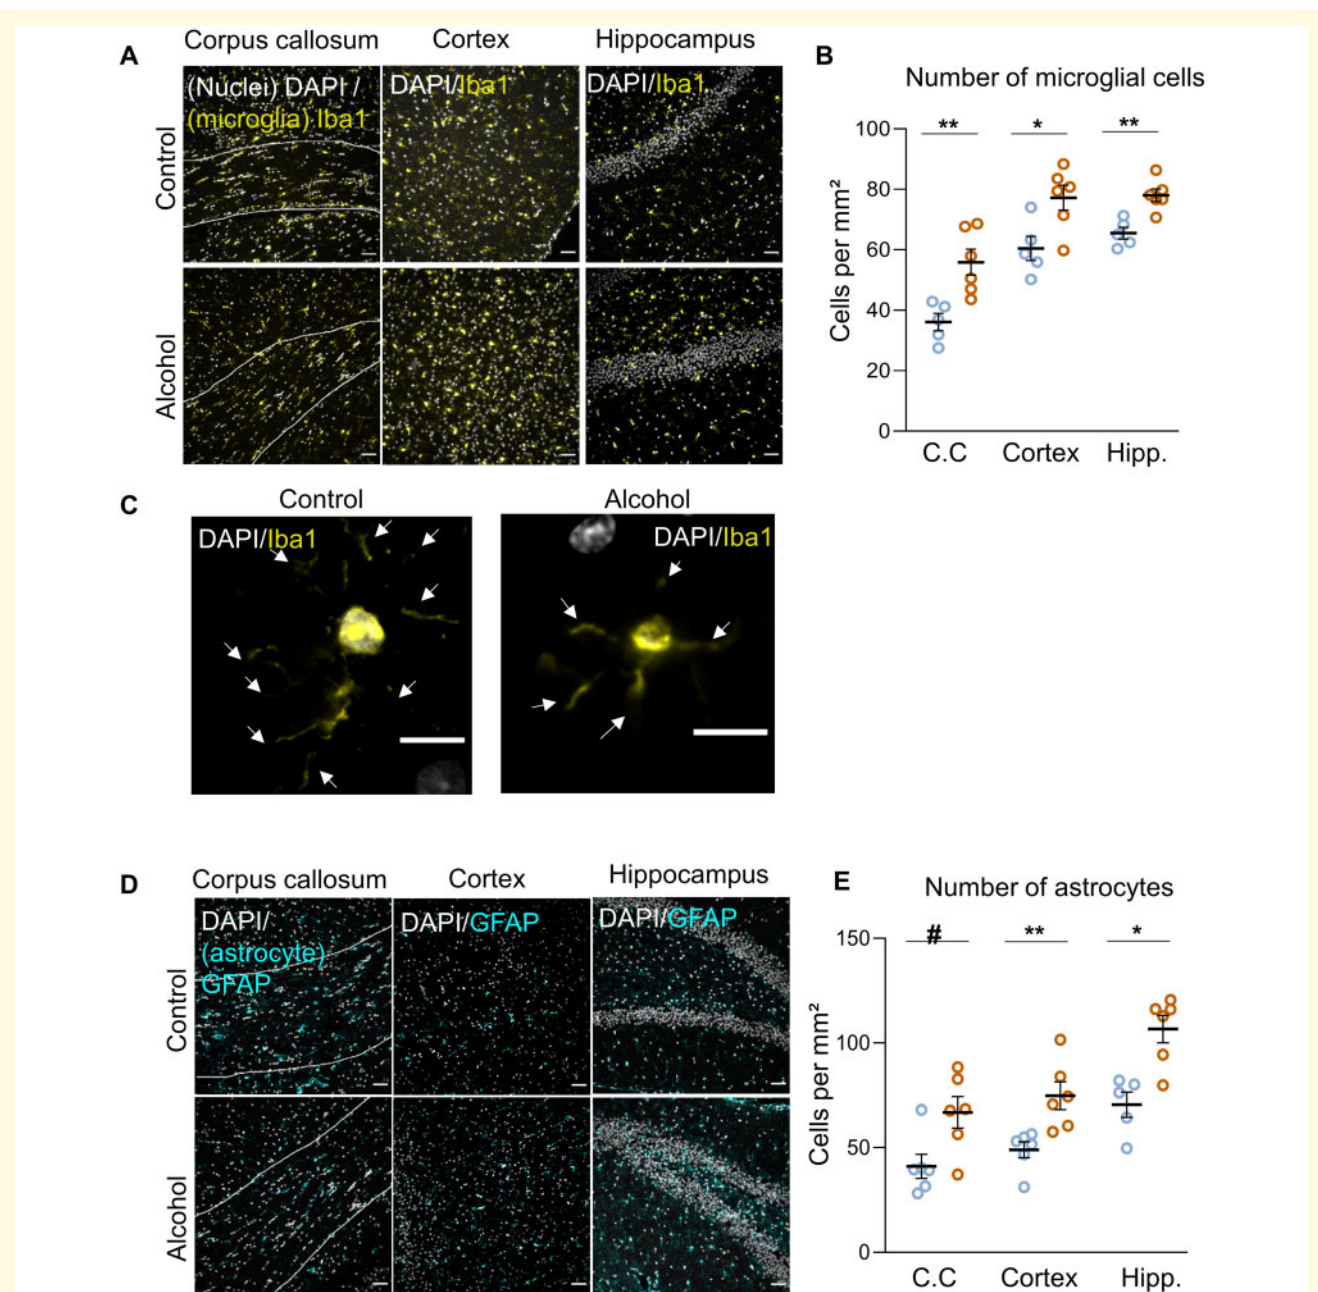 A
Corpus callosum
Cortex
Hippocampus
Control
(Nuclei) DAPI /
(microglia) Iba1
DAPI/Iba1
DAPI/Iba1
Alcohol
B
Number of microglial cells
Cells per mm²
100
80
60
40
20
0
**
*
**
C.C
Cortex
Hipp.
C
Control
Alcohol
DAPI/Iba1
DAPI/Iba1
D
Corpus callosum
Cortex
Hippocampus
Control
DAPI/
(astrocyte)
GFAP
DAPI/GFAP
DAPI/GFAP
Alcohol
E
Number of astrocytes
Cells per mm²
150
100
50
0
#
**
*
C.C
Cortex
Hipp.